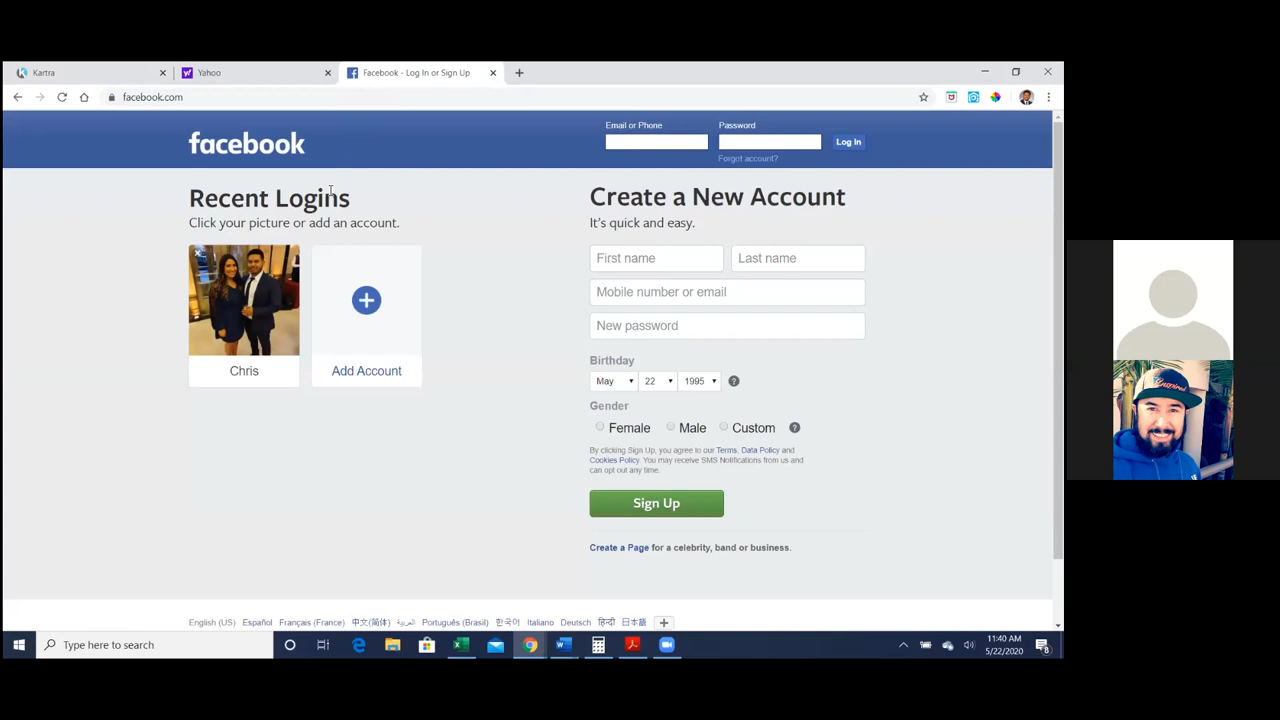 Kartra
Yahoo
Facebook - Log In or Sign Up
facebook.com
facebook
Email or Phone
Password
Log In
Forgot account?
Recent Logins
Click your picture or add an account.
Chris
Add Account
Create a New Account
It's quick and easy.
First name
Last name
Mobile number or email
New password
Birthday
May 22 1995
Gender
Female Male Custom
By clicking Sign Up, you agree to our Terms, Data Policy and
Cookies Policy. You may receive SMS Notifications from us and
can opt out any time.
Sign Up
Create a Page for a celebrity, band or business.
English (US) Español Français (France) 中文(简体) العربية Português (Brasil) 한국어 Italiano Deutsch हिन्दी 日本語
Type here to search
11:40 AM
5/22/2020
8